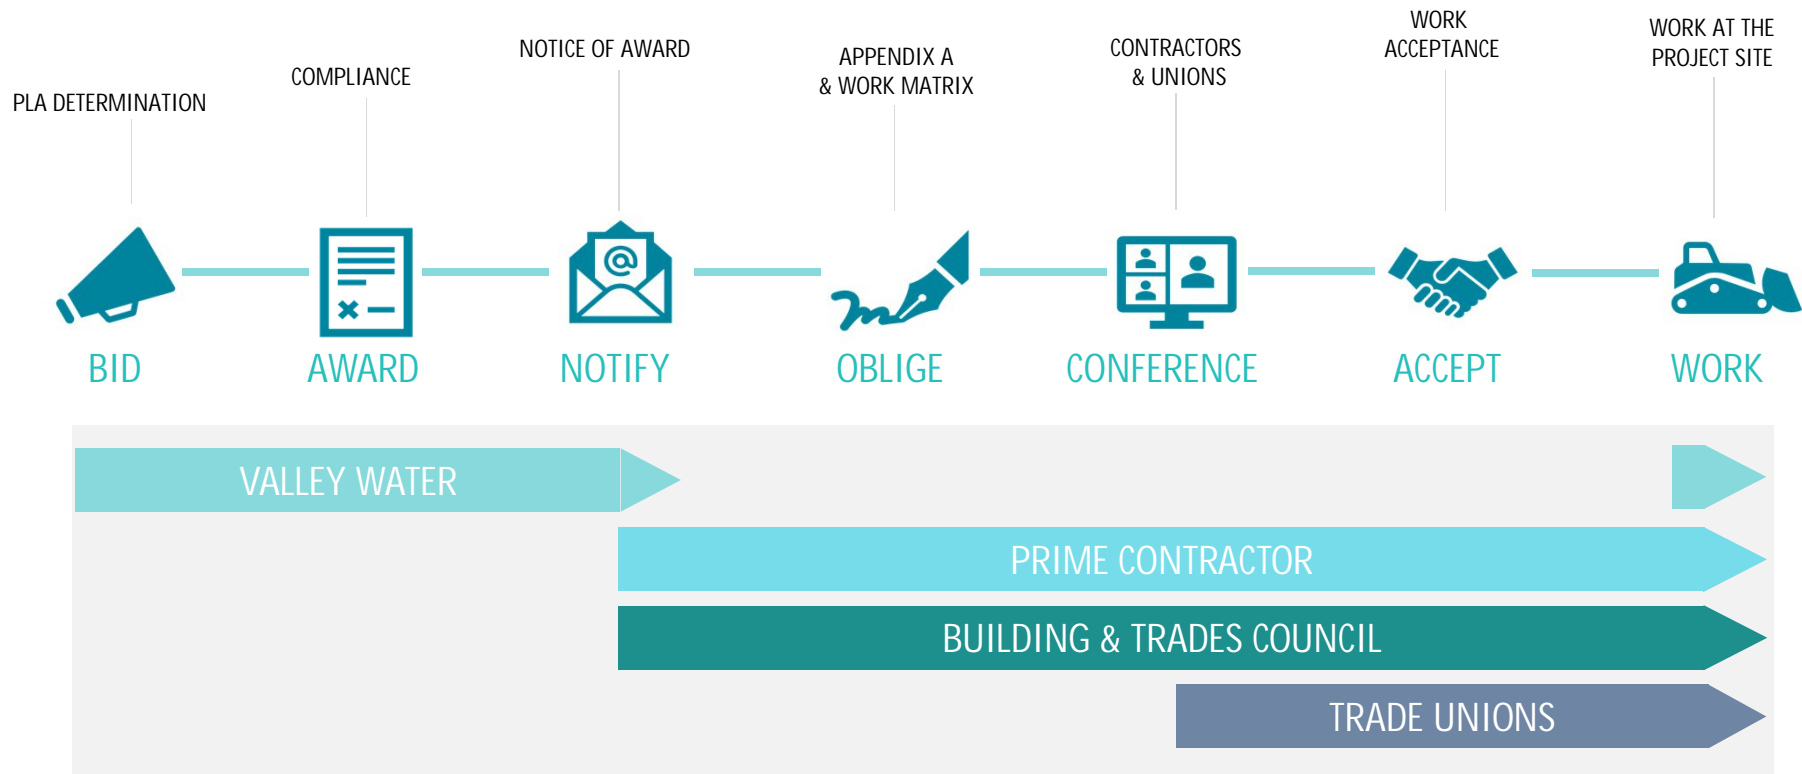 PLA DETERMINATION
COMPLIANCE
NOTICE OF AWARD
APPENDIX A
& WORK MATRIX
CONTRACTORS
& UNIONS
WORK
ACCEPTANCE
WORK AT THE
PROJECT SITE
@
BID
AWARD
NOTIFY
OBLIGE
CONFERENCE
ACCEPT
WORK
VALLEY WATER
PRIME CONTRACTOR
BUILDING & TRADES COUNCIL
TRADE UNIONS